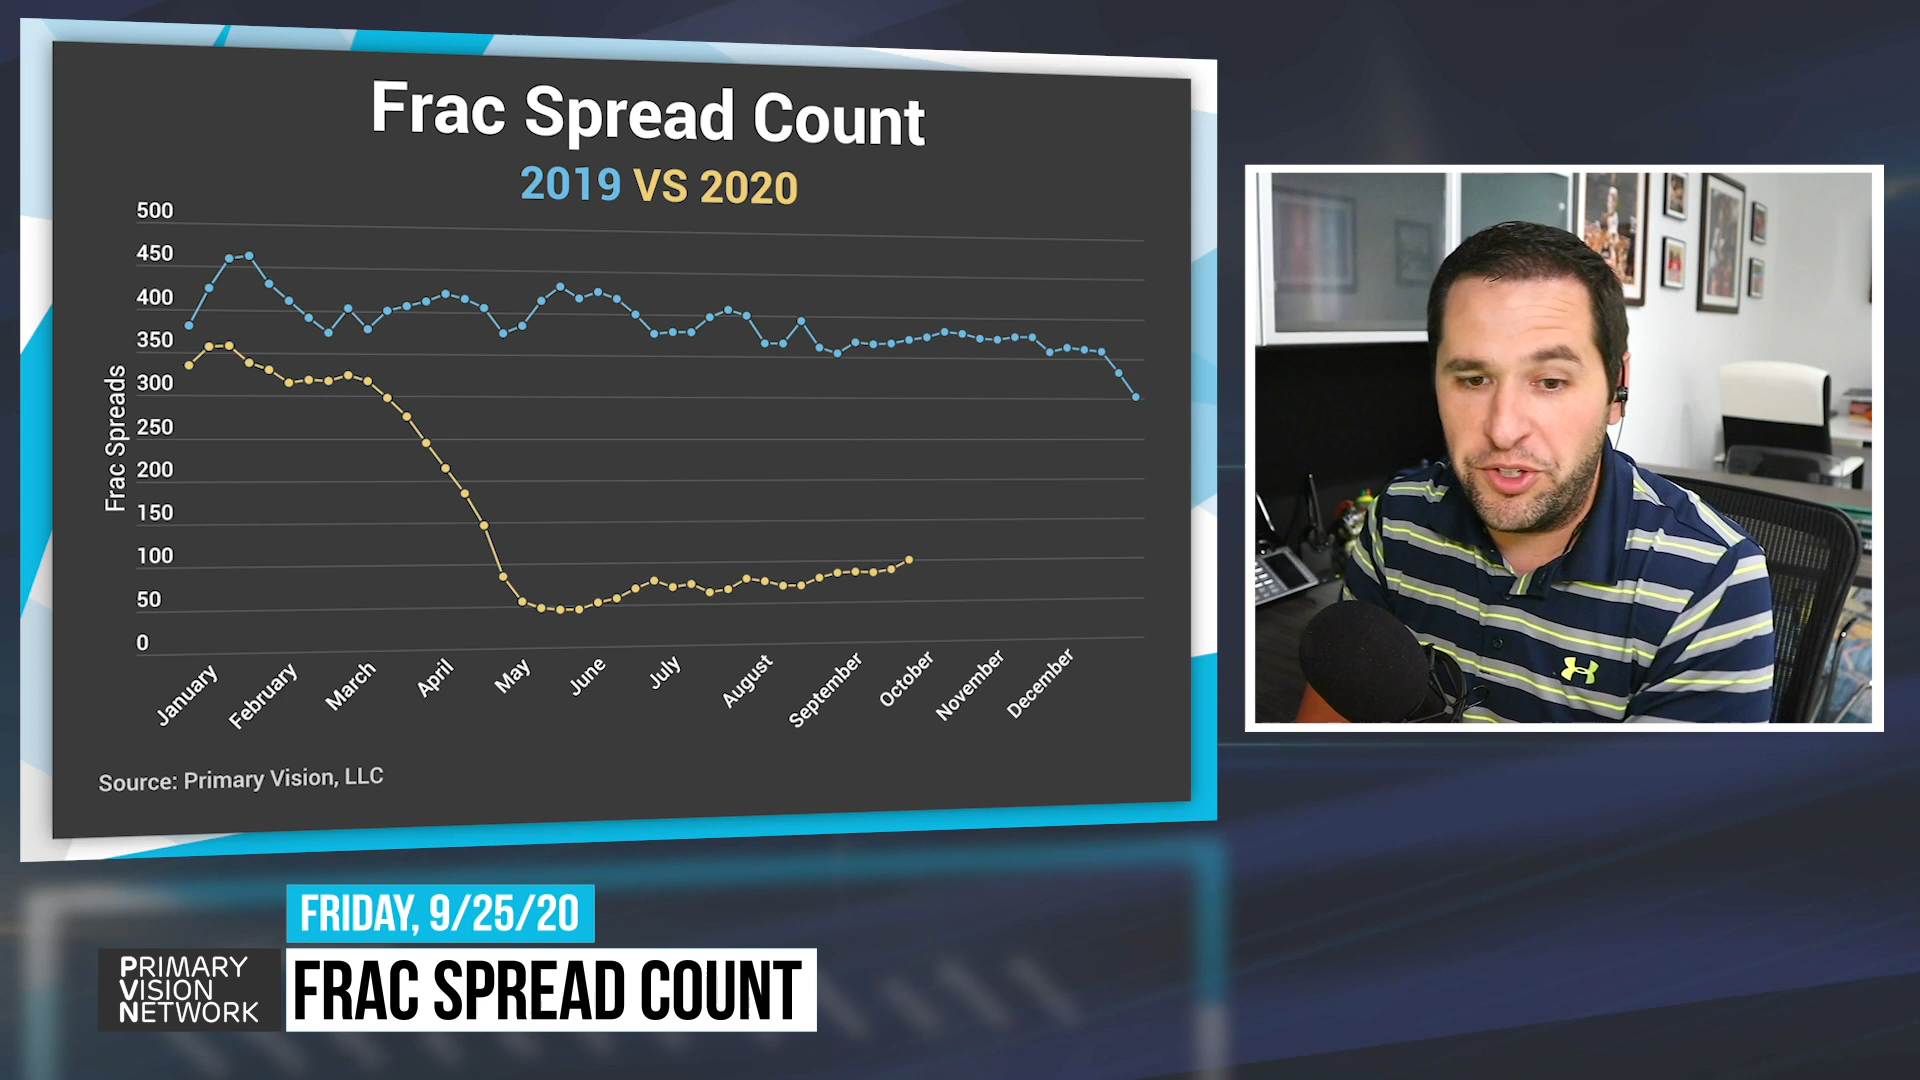 Frac Spread Count
2019 VS 2020
500
450
400
350
300
250
200
150
100
50
0
Frac Spreads
January
February
March
April
May
June
July
August
September
October
November
December
Source: Primary Vision, LLC
FRIDAY, 9/25/20
PRIMARY
VISION
NETWORK
FRAC SPREAD COUNT